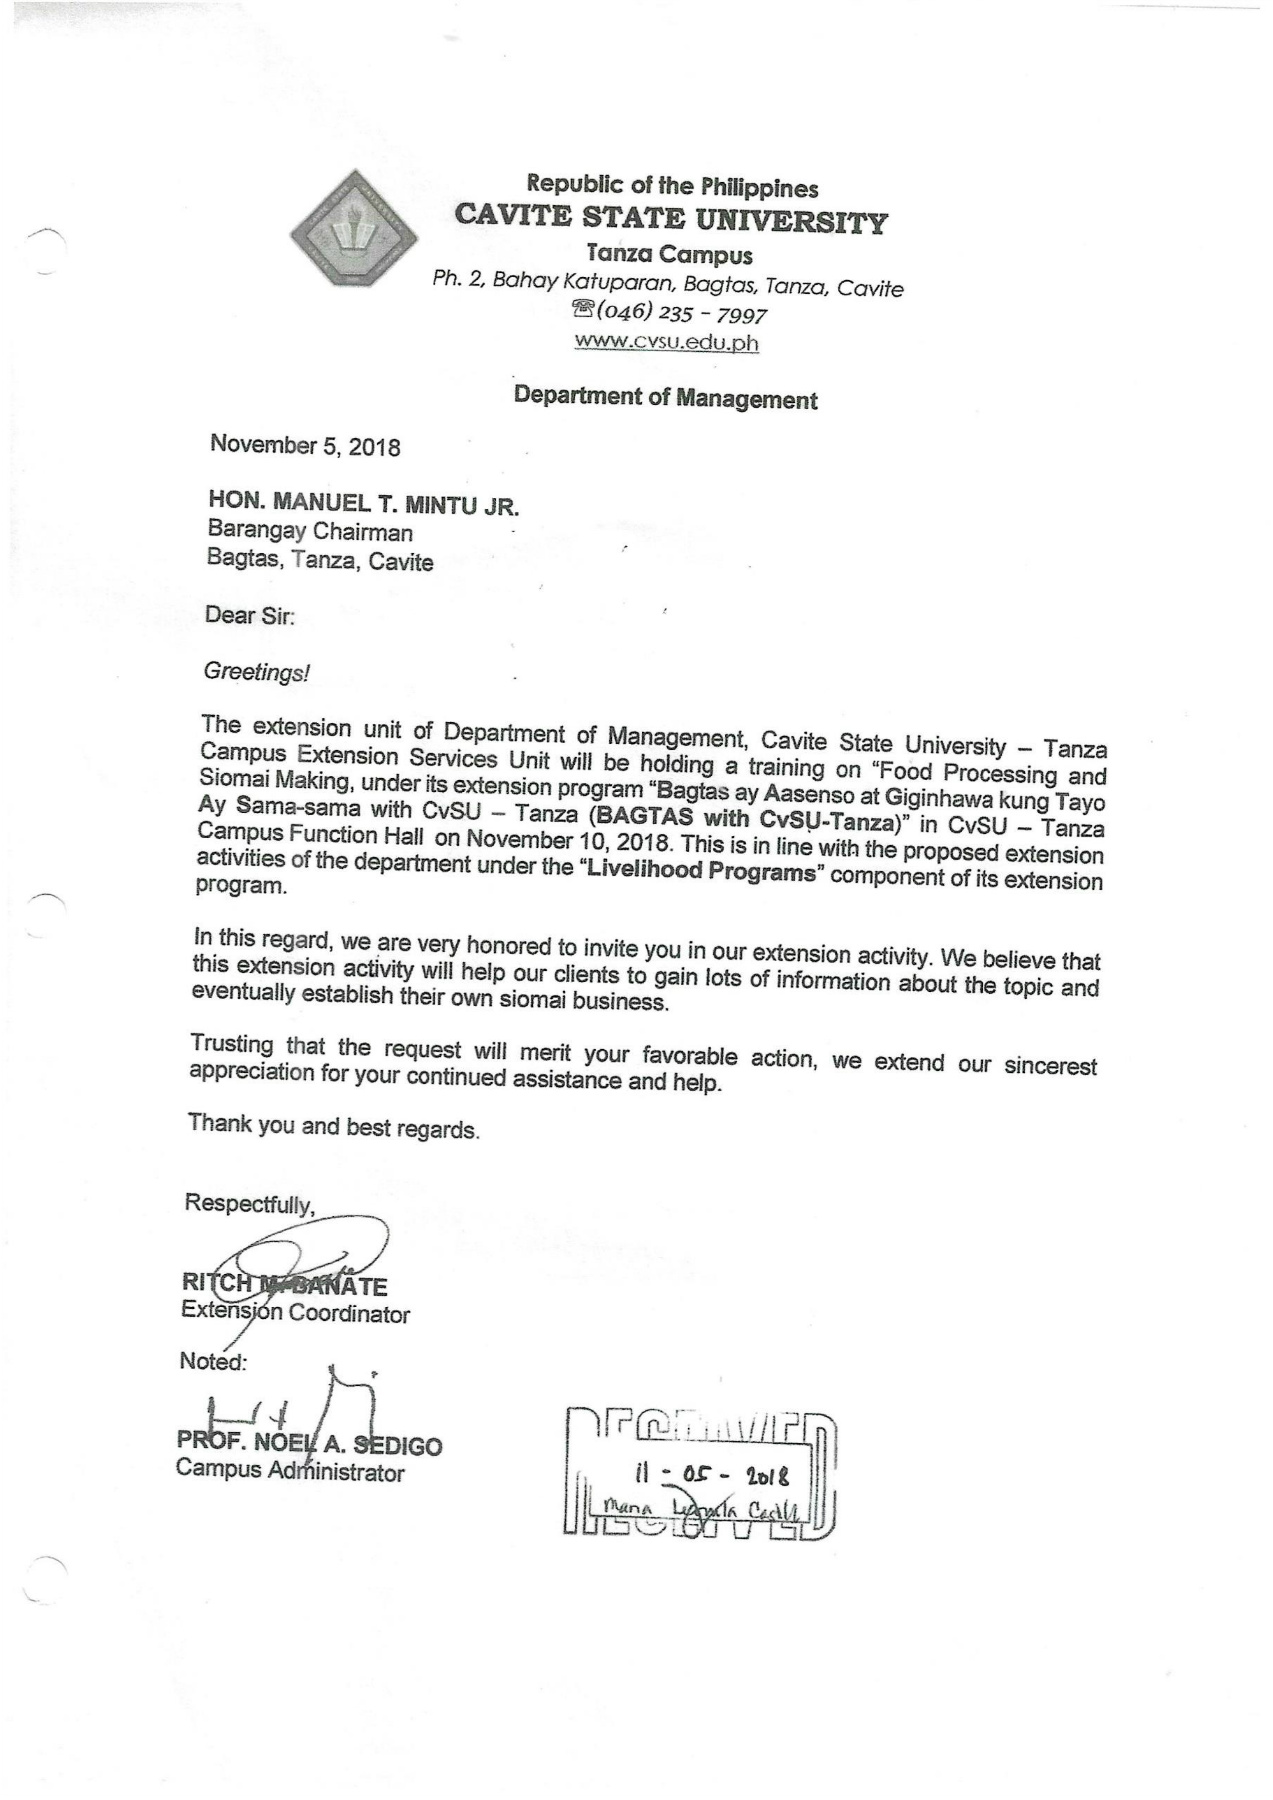 Republic of the Philippines
CAVITE STATE UNIVERSITY
Tanza Campus
Ph. 2, Bahay Katuparan, Bagtas, Tanza, Cavite
☎(046) 235 - 7997
www.cvsu.edu.ph
Department of Management
November 5, 2018
HON. MANUEL T. MINTU JR.
Barangay Chairman
Bagtas, Tanza, Cavite
Dear Sir:
Greetings!
The extension unit of Department of Management, Cavite State University – Tanza
Campus Extension Services Unit will be holding a training on “Food Processing and
Siomai Making, under its extension program “Bagtas ay Aasenso at Giginhawa kung Tayo
Ay Sama-sama with CvSU – Tanza (BAGTAS with CvSU-Tanza)” in CvSU – Tanza
Campus Function Hall on November 10, 2018. This is in line with the proposed extension
activities of the department under the “Livelihood Programs” component of its extension
program.
In this regard, we are very honored to invite you in our extension activity. We believe that
this extension activity will help our clients to gain lots of information about the topic and
eventually establish their own siomai business.
Trusting that the request will merit your favorable action, we extend our sincerest
appreciation for your continued assistance and help.
Thank you and best regards.
Respectfully,
RITCH M. BANATE
Extension Coordinator
Noted:
PROF. NOEL A. SEDIGO
Campus Administrator
RECEIVED
11 - 05 - 2018
RECEIVED